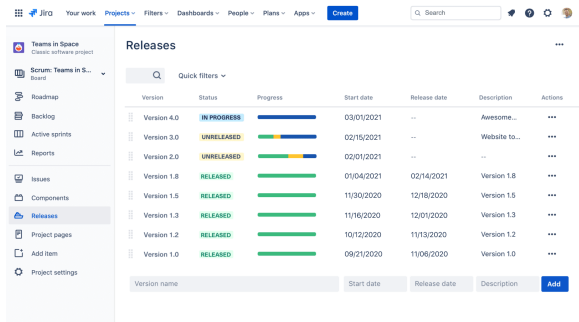 Jira Your work Projects Filters Dashboards People Plans Apps Create Search
Teams in Space
Classic software project
Scrum: Teams in S...
Board
Roadmap
Backlog
Active sprints
Reports
Issues
Components
Releases
Project pages
Add item
Project settings
Releases
Quick filters
Version Status Progress Start date Release date Description Actions
Version 4.0 IN PROGRESS 03/01/2021 -- Awesome...
Version 3.0 UNRELEASED 02/15/2021 -- Website to...
Version 2.0 UNRELEASED 02/01/2021 -- --
Version 1.8 RELEASED 01/04/2021 02/14/2021 Version 1.8
Version 1.5 RELEASED 11/30/2020 12/18/2020 Version 1.5
Version 1.3 RELEASED 11/16/2020 12/01/2020 Version 1.3
Version 1.2 RELEASED 10/12/2020 11/13/2020 Version 1.2
Version 1.0 RELEASED 09/21/2020 11/06/2020 Version 1.0
Version name Start date Release date Description Add